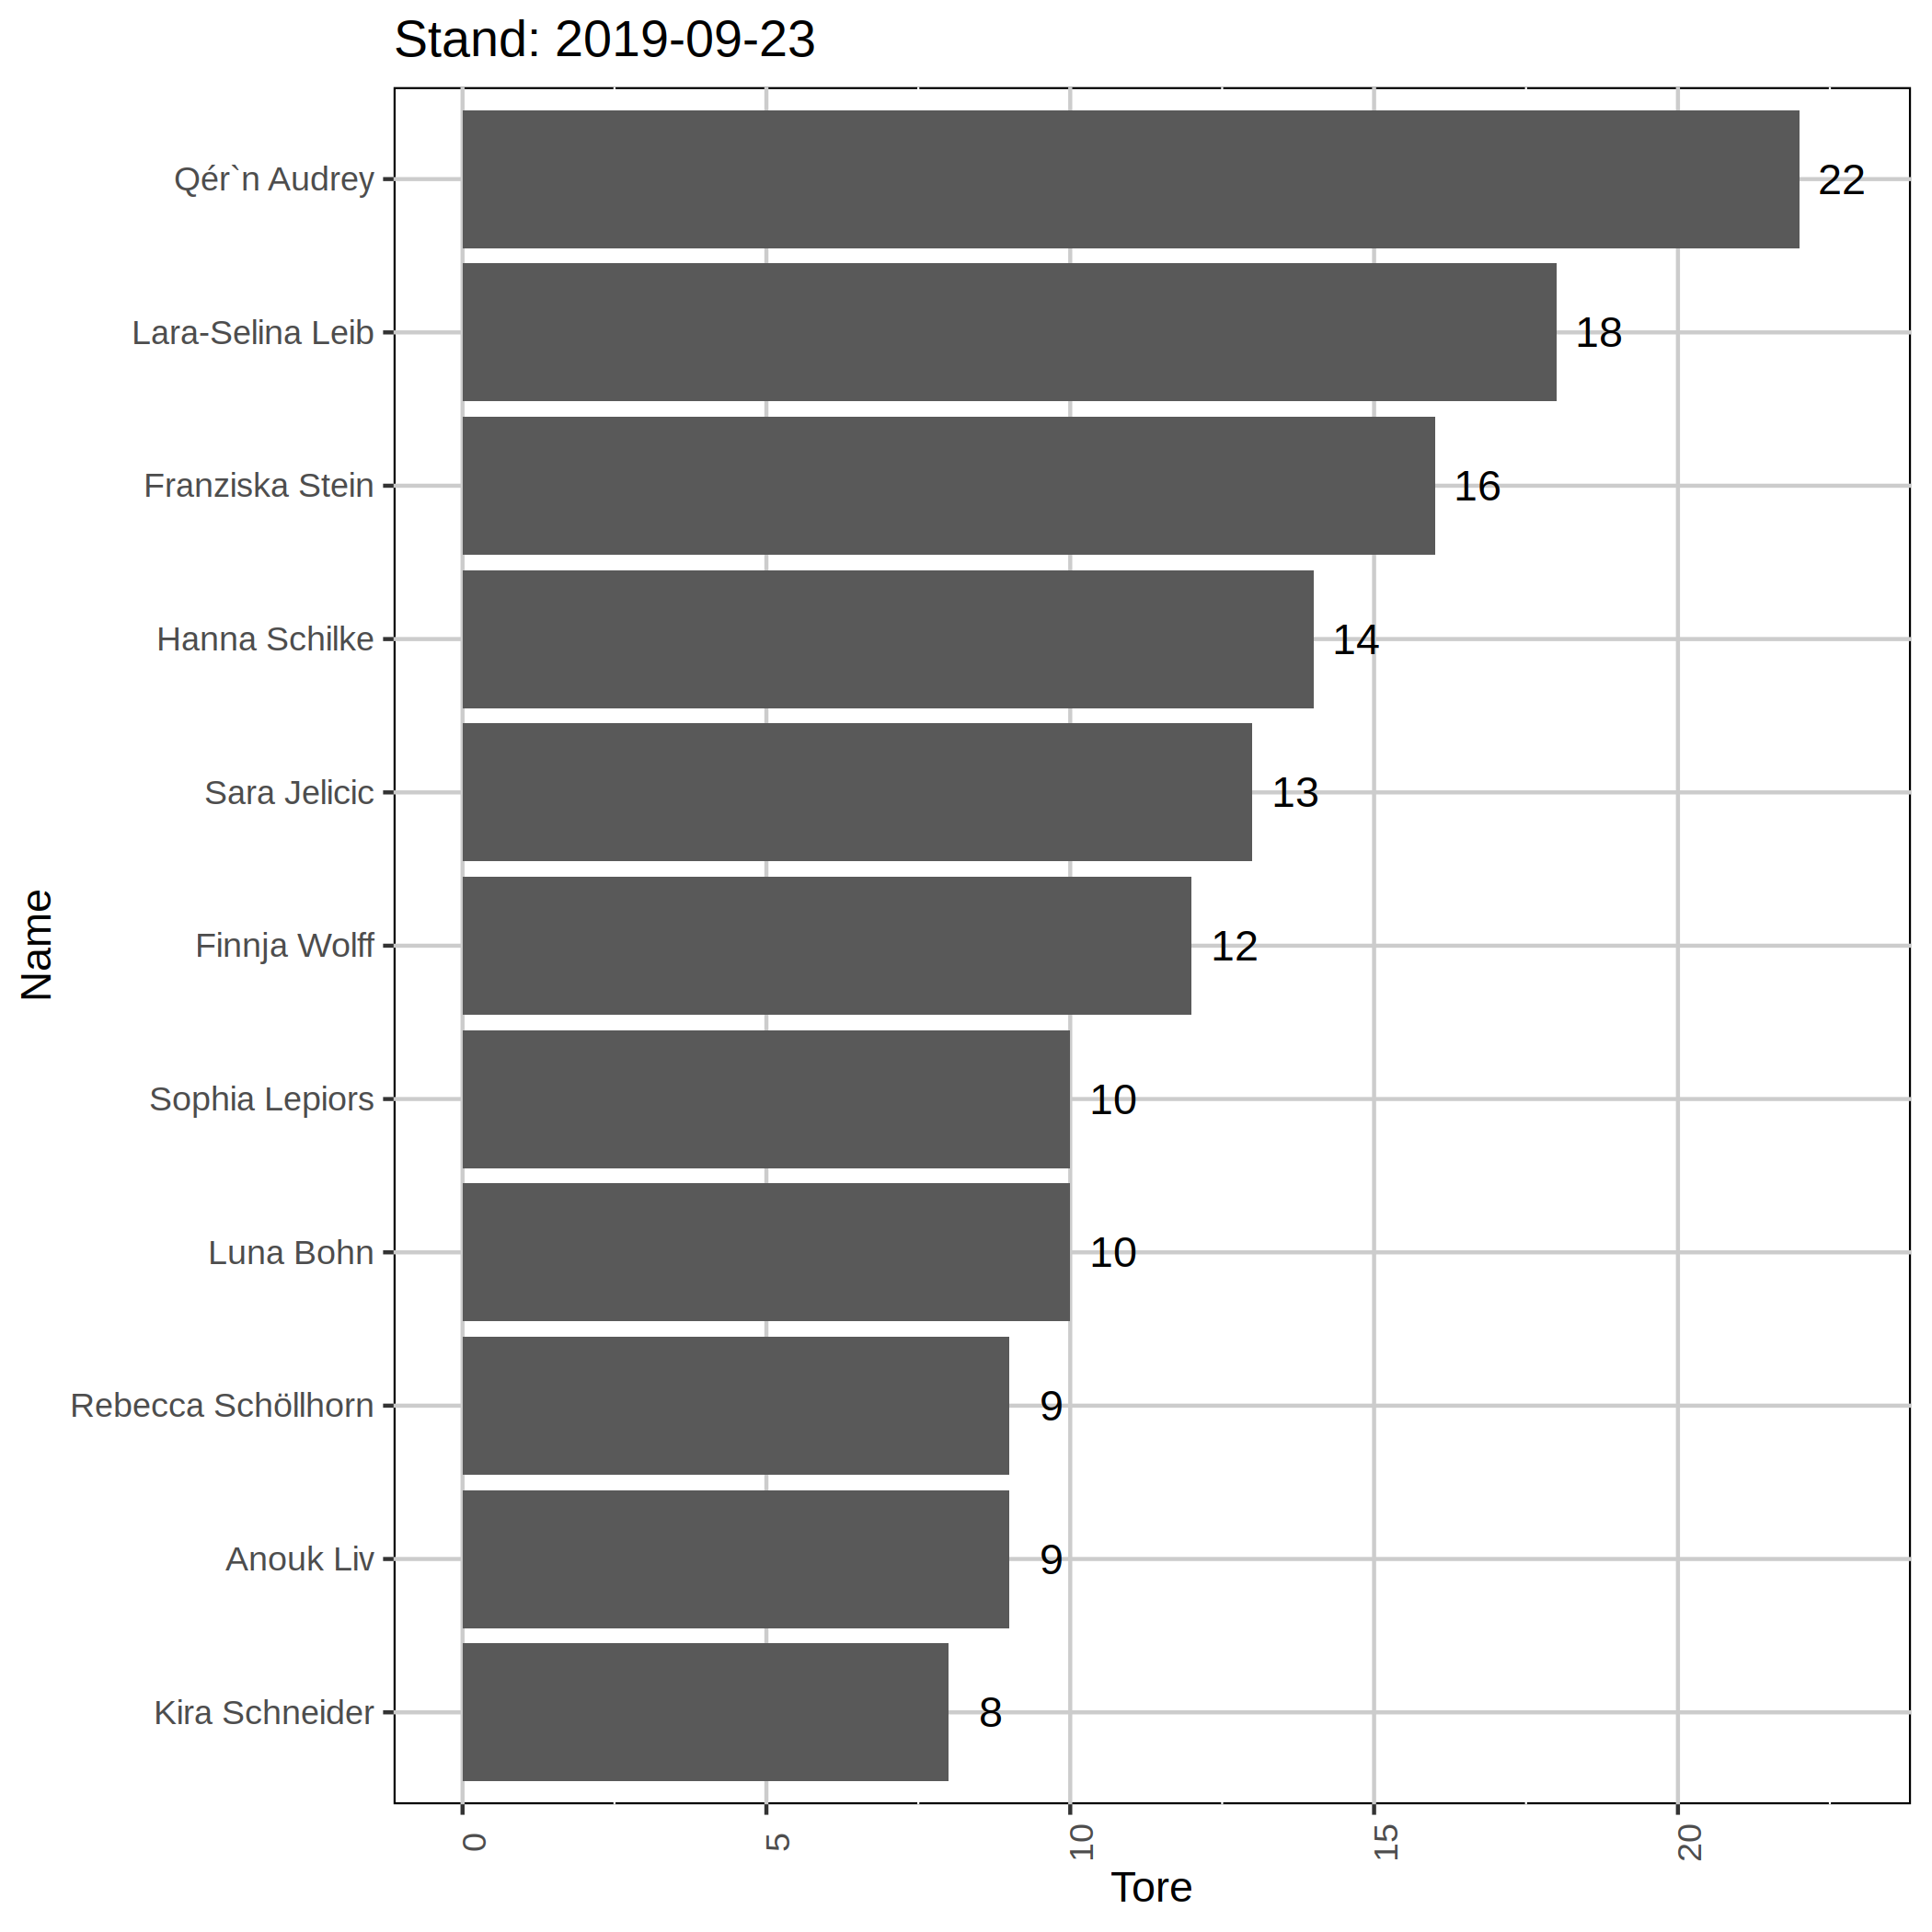 Stand: 2019-09-23
Qér`n Audrey 22
Lara-Selina Leib 18
Franziska Stein 16
Hanna Schilke 14
Sara Jelicic 13
Finnja Wolff 12
Sophia Lepiors 10
Luna Bohn 10
Rebecca Schöllhorn 9
Anouk Liv 9
Kira Schneider 8
Name
0 5 10 15 20
Tore